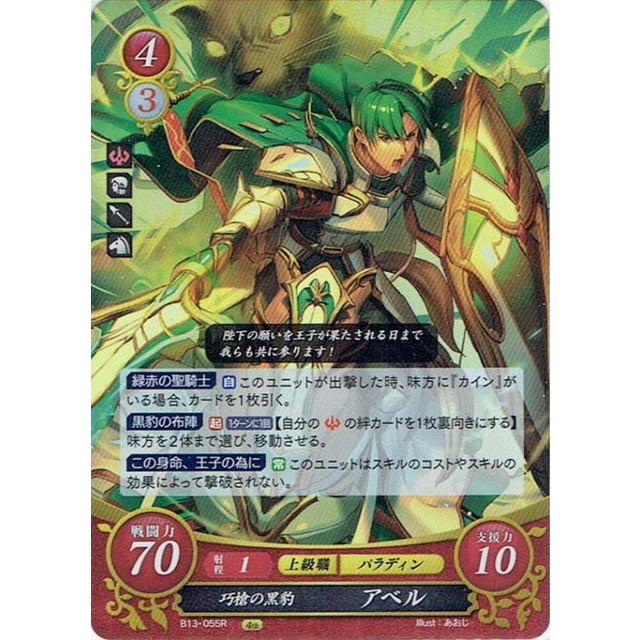 4
3
陛下の願いを王子が果たされる日まで
我らも共に参ります！
緑赤の聖騎士 自 このユニットが出撃した時、味方に『カイン』が
いる場合、カードを1枚引く。
黒豹の布陣 起 1ターンに1回 【自分の の絆カードを1枚裏向きにする】
味方を2体まで選び、移動させる。
この身命、王子の為に 常 このユニットはスキルのコストやスキルの
効果によって撃破されない。
戦闘力
70
射程 1
上級職 パラディン
支援力
10
巧槍の黒豹 アベル
B13-055R
Illust：あおじ